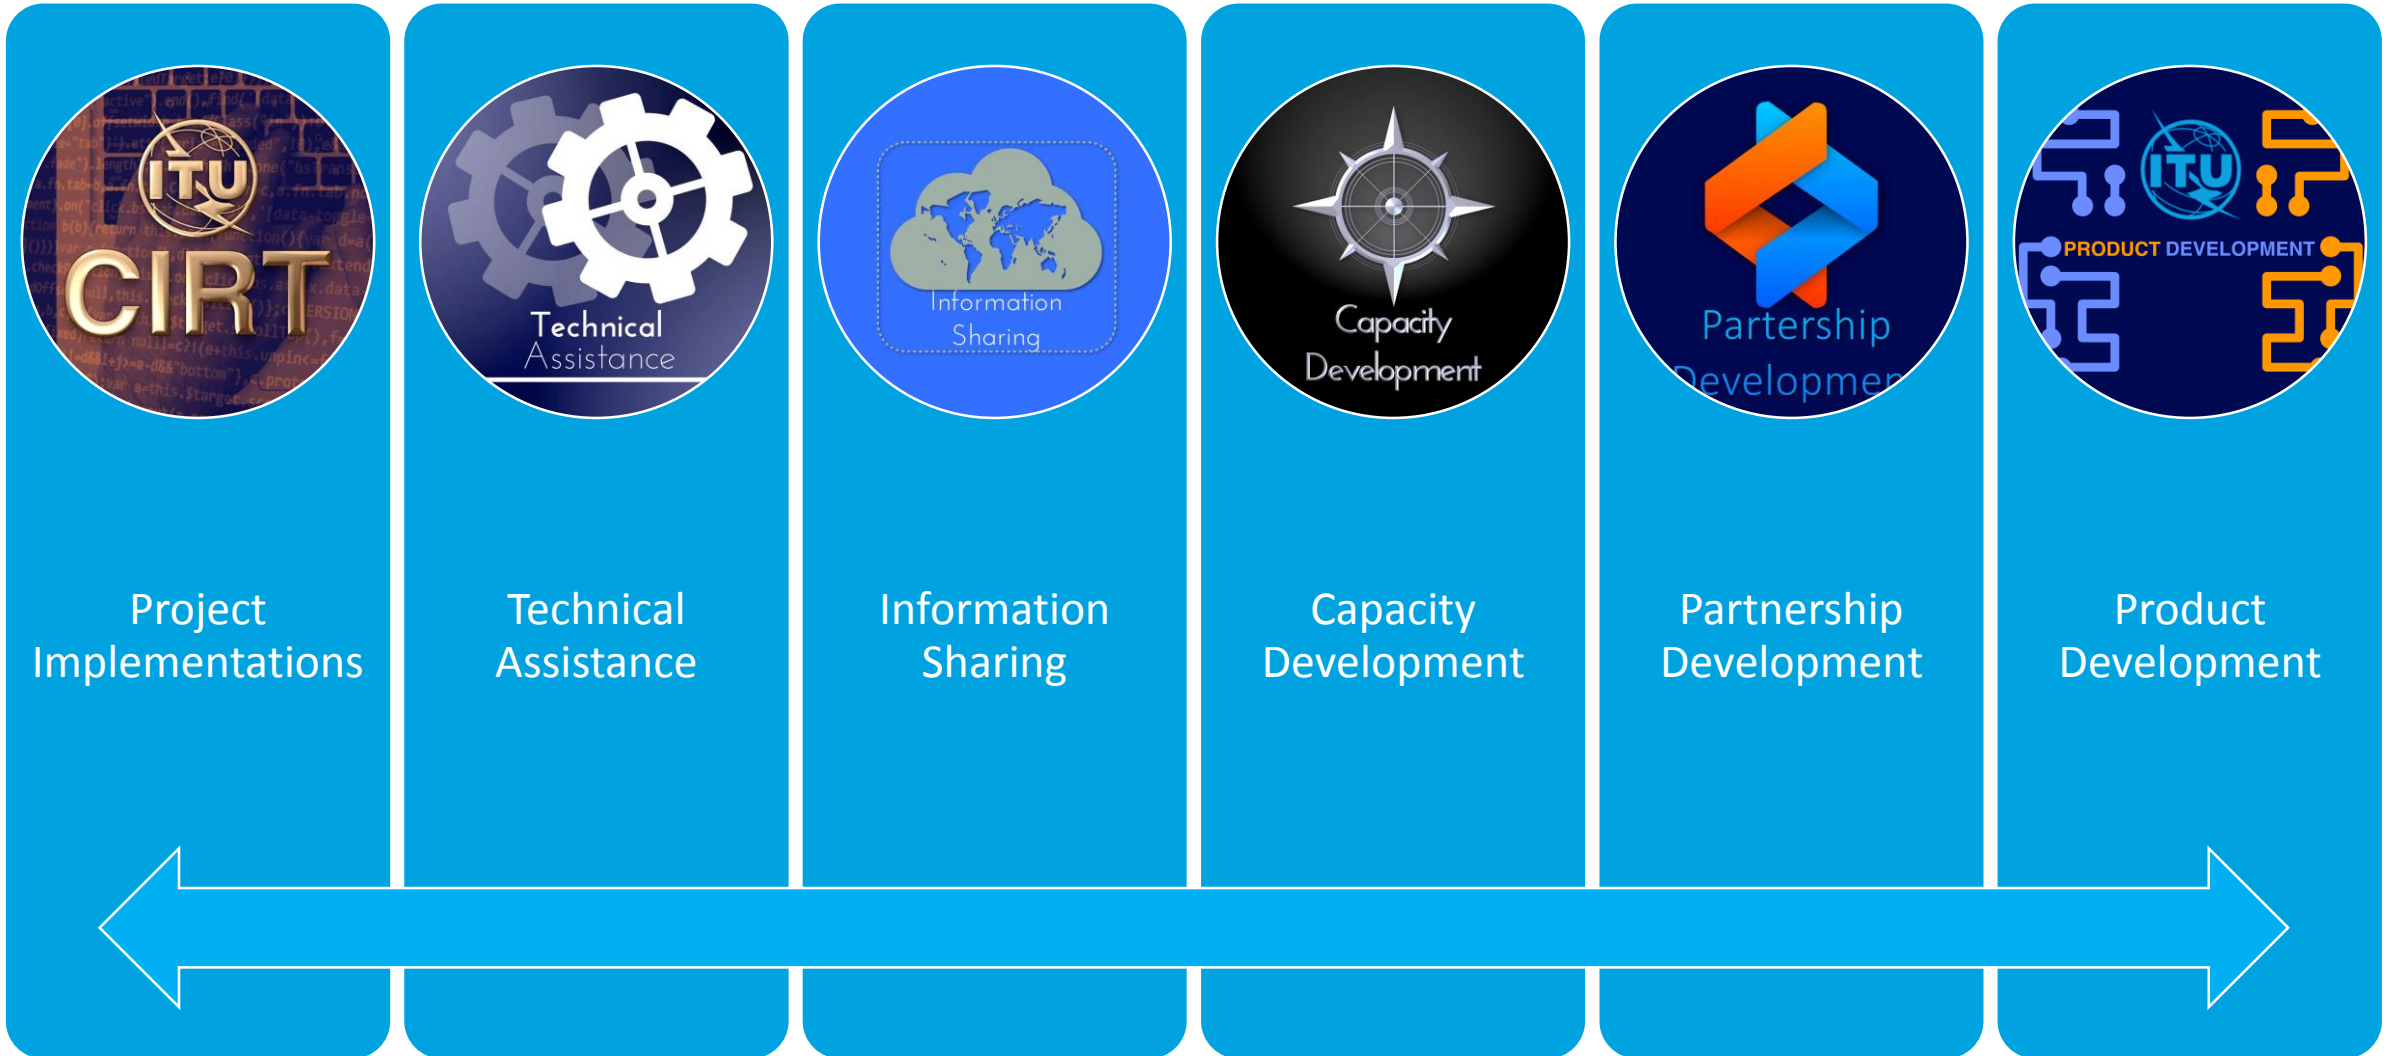 ITU
CIRT
Technical
Assistance
Information
Sharing
Capacity
Development
Partership
Developmen
ITU
PRODUCT DEVELOPMENT
Project
Implementations
Technical
Assistance
Information
Sharing
Capacity
Development
Partnership
Development
Product
Development